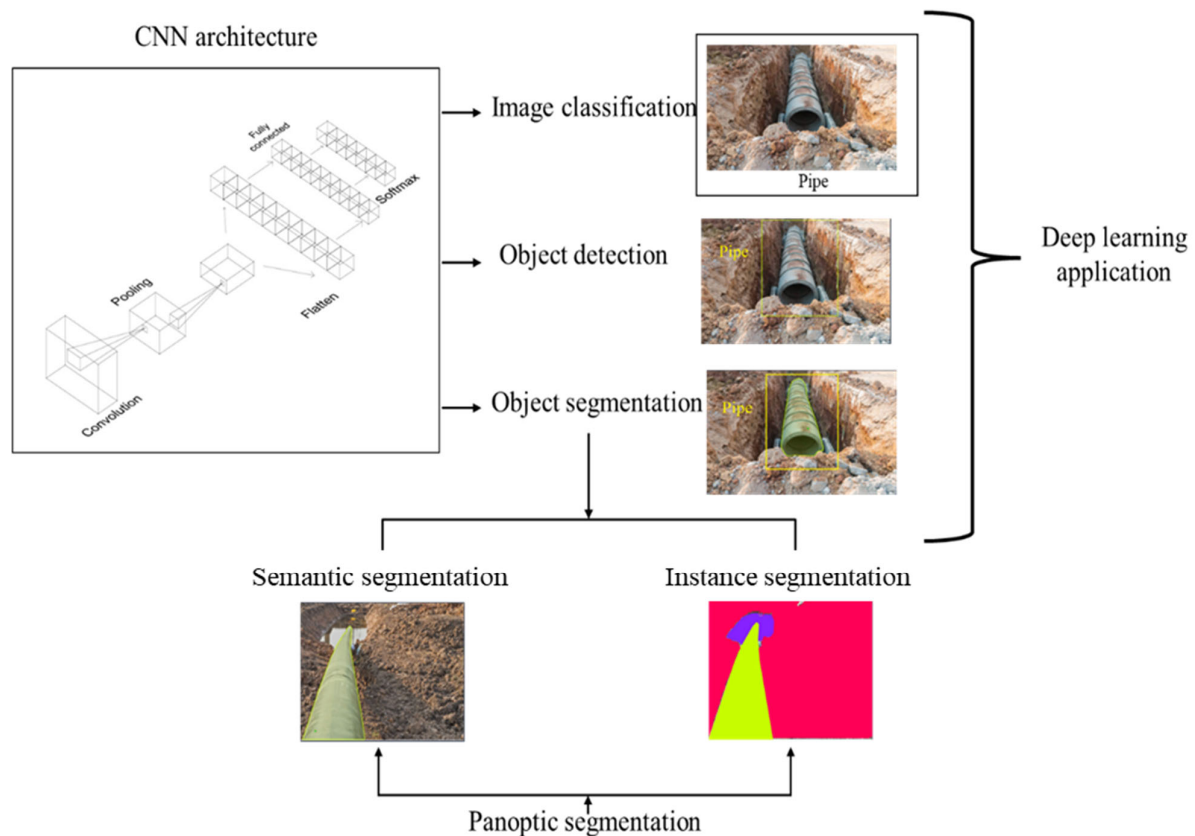 CNN architecture
Fully
connected
Softmax
Pooling
Flatten
Convolution
Image classification
Pipe
Object detection
Pipe
Object segmentation
Pipe
Deep learning
application
Semantic segmentation
Instance segmentation
Panoptic segmentation